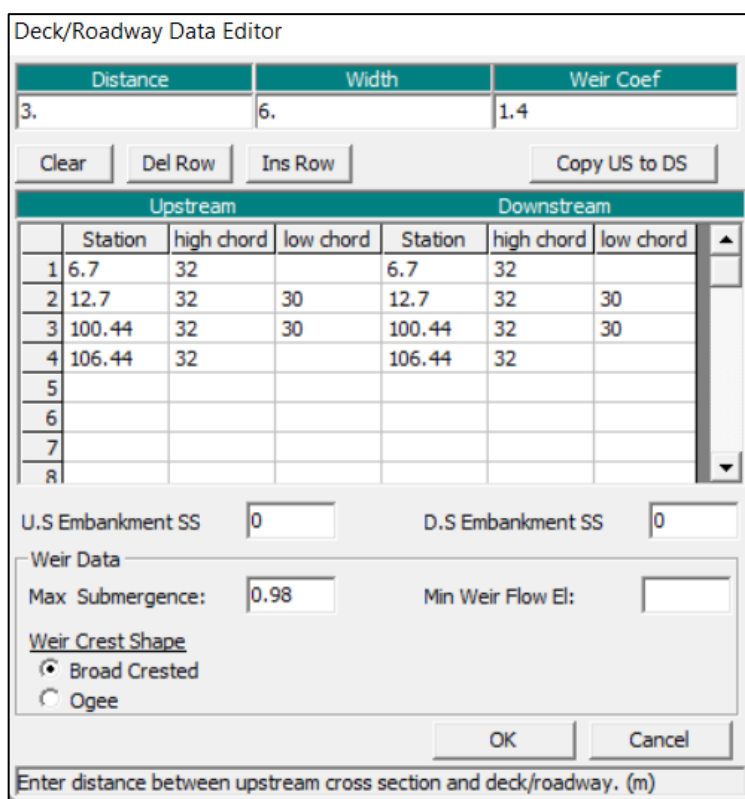 Deck/Roadway Data Editor
Distance Width Weir Coef
3. 6. 1.4
Clear Del Row Ins Row Copy US to DS
Upstream Downstream
Station high chord low chord Station high chord low chord
1 6.7 32 6.7 32
2 12.7 32 30 12.7 32 30
3 100.44 32 30 100.44 32 30
4 106.44 32 106.44 32
5
6
7
8
U.S Embankment SS 0 D.S Embankment SS 0
Weir Data
Max Submergence: 0.98 Min Weir Flow El:
Weir Crest Shape
Broad Crested
Ogee
OK Cancel
Enter distance between upstream cross section and deck/roadway. (m)